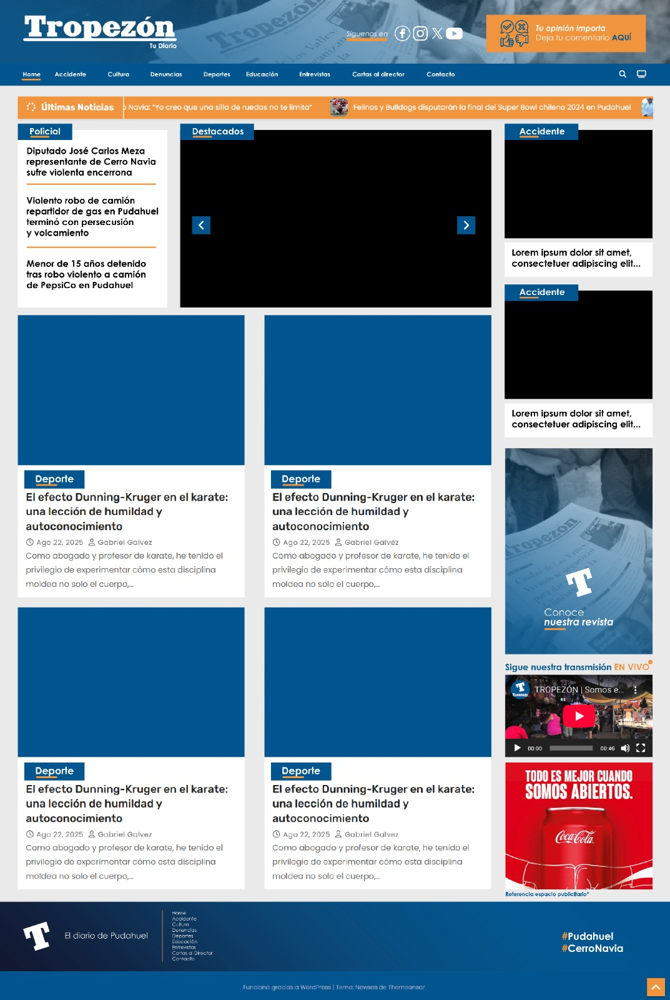 Tropezón
Tu Diario
Síguenos en
Tu opinión importa
Deja tu comentario AQUÍ
Home Accidente Cultura Denuncias Deportes Educación Entrevistas Cartas al director Contacto
Últimas Noticias
o Navia: “Yo creo que una silla de ruedas no te limita”
Felinos y Bulldogs disputarán la final del Super Bowl chileno 2024 en Pudahuel
Policial
Diputado José Carlos Meza
representante de Cerro Navia
sufre violenta encerrona
Violento robo de camión
repartidor de gas en Pudahuel
terminó con persecusión
y volcamiento
Menor de 15 años detenido
tras robo violento a camión
de PepsiCo en Pudahuel
Destacados
Accidente
Lorem ipsum dolor sit amet,
consectetuer adipiscing elit...
Accidente
Lorem ipsum dolor sit amet,
consectetuer adipiscing elit...
Deporte
El efecto Dunning-Kruger en el karate:
una lección de humildad y
autoconocimiento
Ago 22, 2025 Gabriel Galvez
Como abogado y profesor de karate, he tenido el
privilegio de experimentar cómo esta disciplina
moldea no solo el cuerpo,...
Deporte
El efecto Dunning-Kruger en el karate:
una lección de humildad y
autoconocimiento
Ago 22, 2025 Gabriel Galvez
Como abogado y profesor de karate, he tenido el
privilegio de experimentar cómo esta disciplina
moldea no solo el cuerpo,...
Deporte
El efecto Dunning-Kruger en el karate:
una lección de humildad y
autoconocimiento
Ago 22, 2025 Gabriel Galvez
Como abogado y profesor de karate, he tenido el
privilegio de experimentar cómo esta disciplina
moldea no solo el cuerpo,...
Deporte
El efecto Dunning-Kruger en el karate:
una lección de humildad y
autoconocimiento
Ago 22, 2025 Gabriel Galvez
Como abogado y profesor de karate, he tenido el
privilegio de experimentar cómo esta disciplina
moldea no solo el cuerpo,...
Tropezón
Ciudad de Los Valles
Vecinos se organizan
para
T
Conoce
nuestra revista
Sigue nuestra transmisión EN VIVO
TROPEZÓN | Somos e...
00:00 00:46
TODO ES MEJOR CUANDO
SOMOS ABIERTOS.
Coca-Cola
Referencia espacio publicitario*
T
El diario de Pudahuel
Home
Accidente
Cultura
Denuncias
Deportes
Educación
Entrevistas
Cartas al Director
Contacto
#Pudahuel
#CerroNavia
Funciona gracias a WordPress | Tema: Newses de Themeansar.